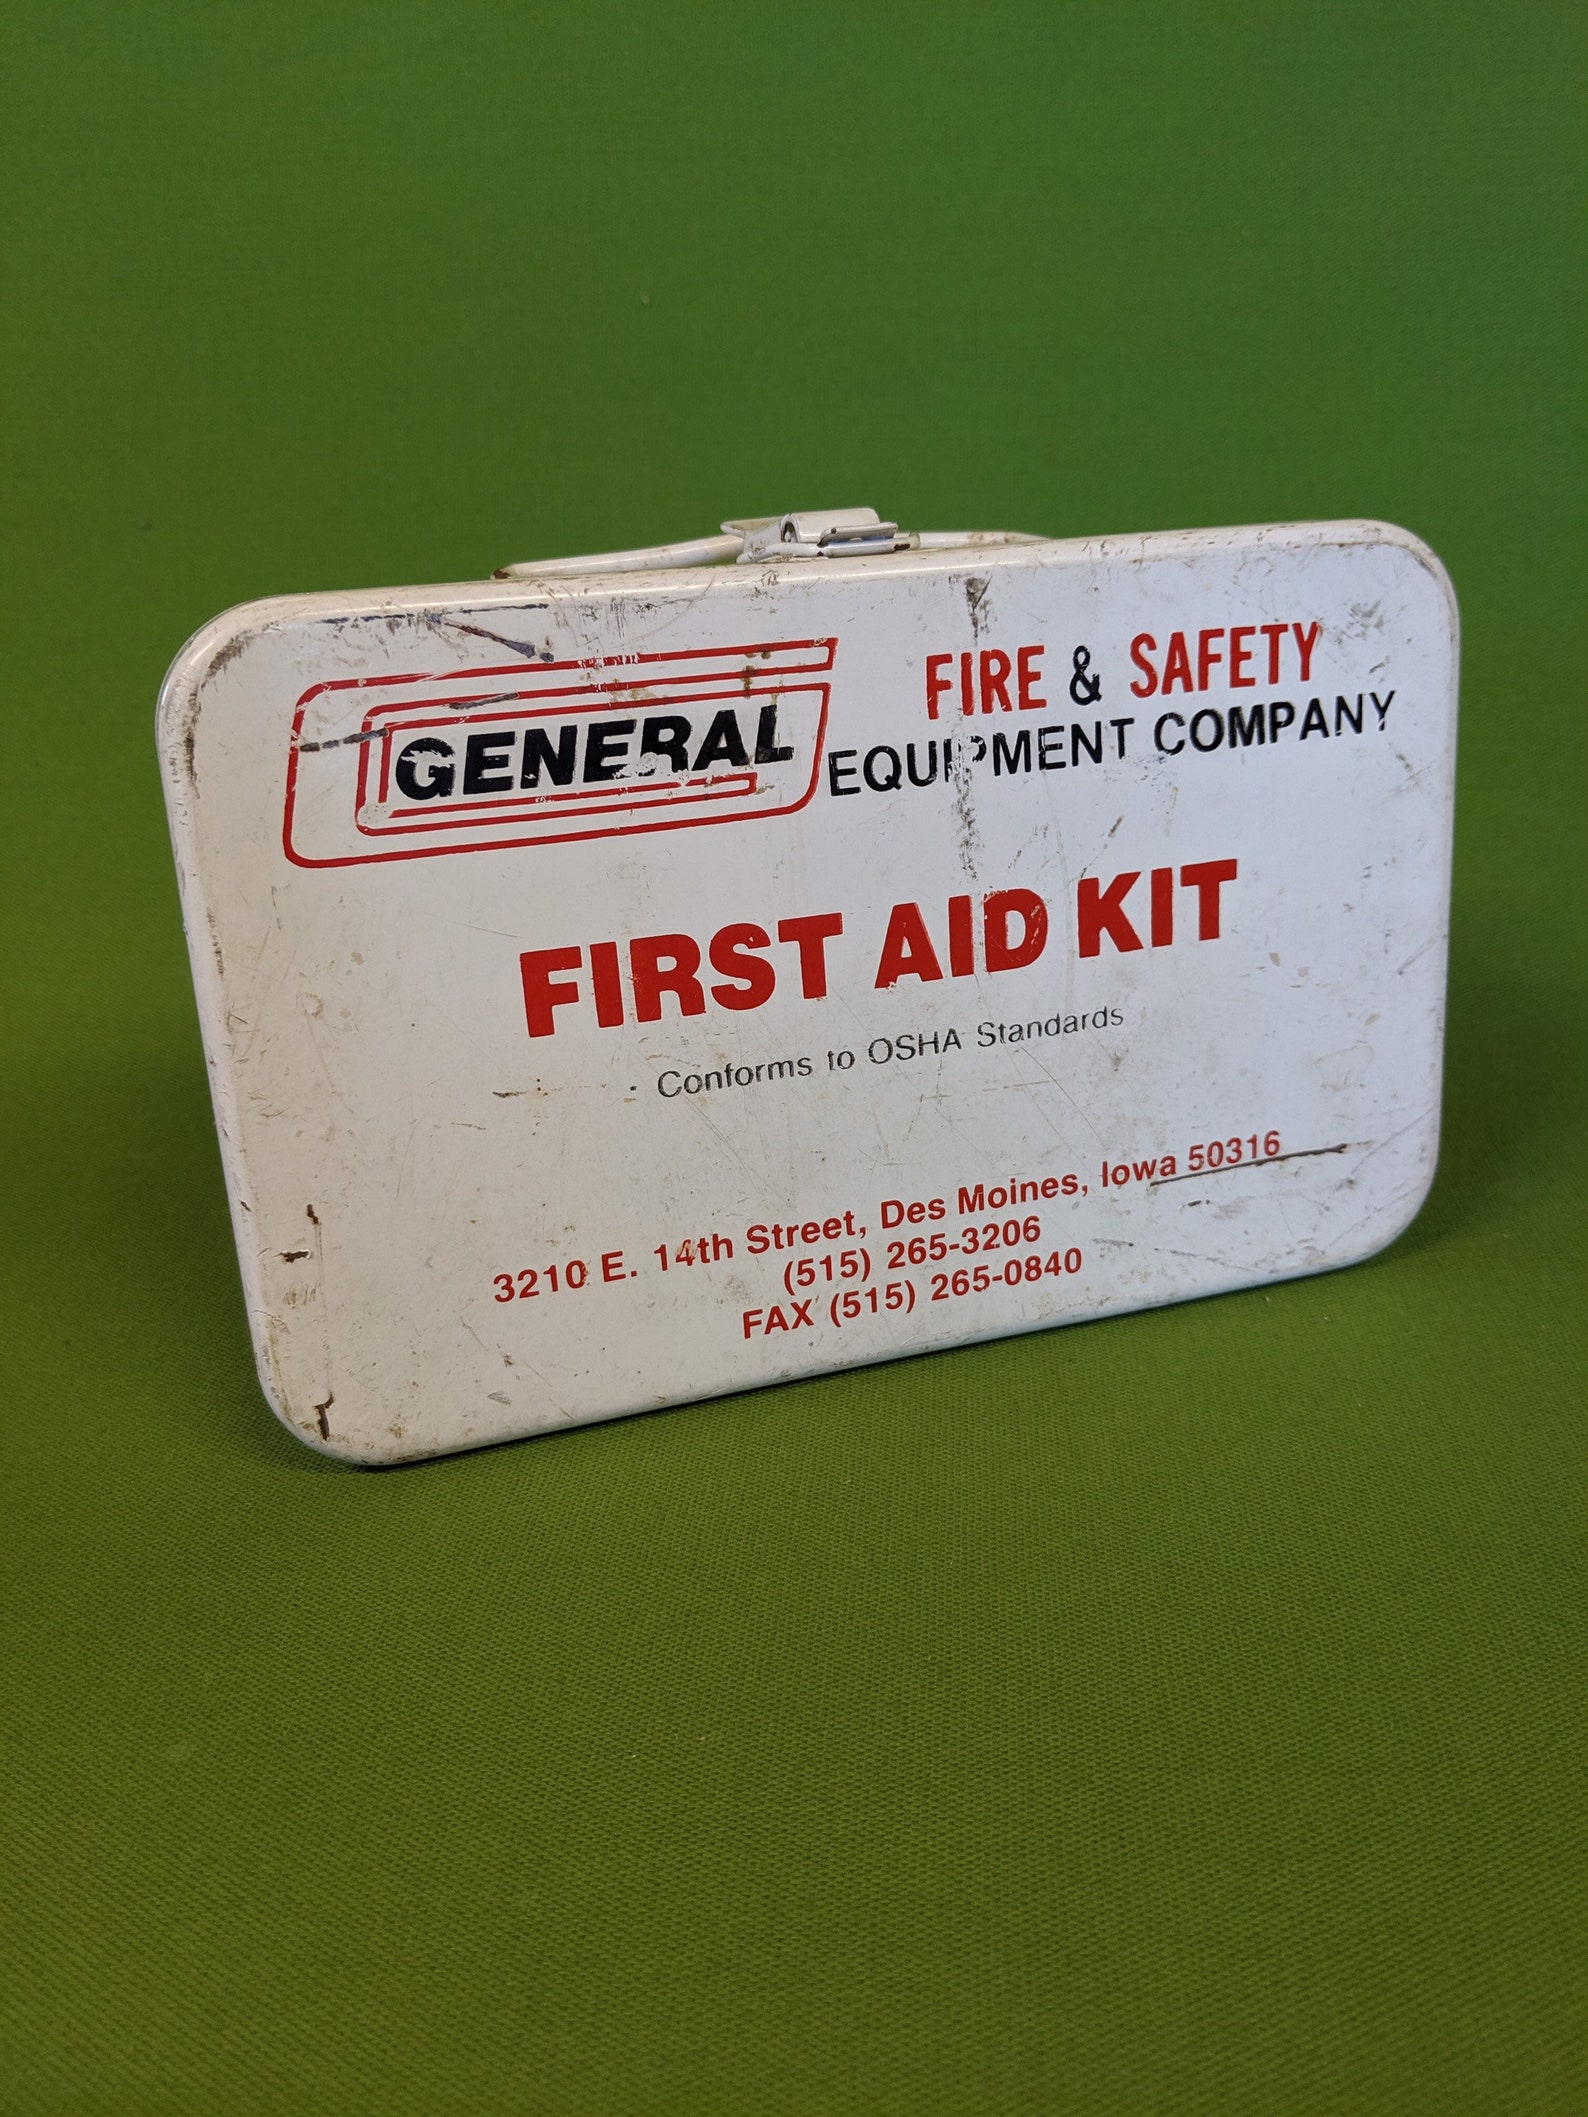 GENERAL
FIRE & SAFETY
EQUIPMENT COMPANY
FIRST AID KIT
Conforms to OSHA Standards
3210 E. 14th Street, Des Moines, Iowa 50316
(515) 265-3206
FAX (515) 265-0840